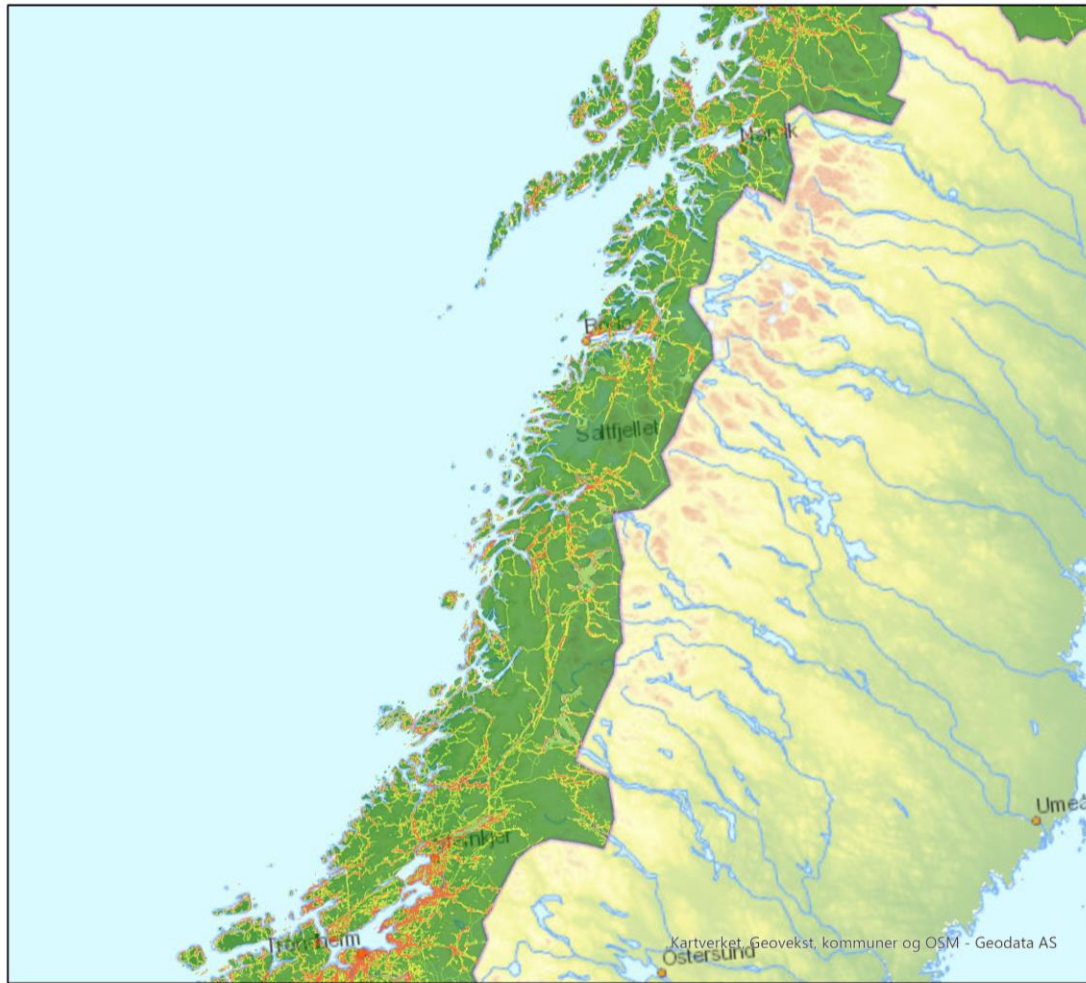 Narvik
Bodø
Saltfjellet
Umeå
Steinkjer
Trondheim
Kartverket, Geovekst, kommuner og OSM - Geodata AS
Östersund